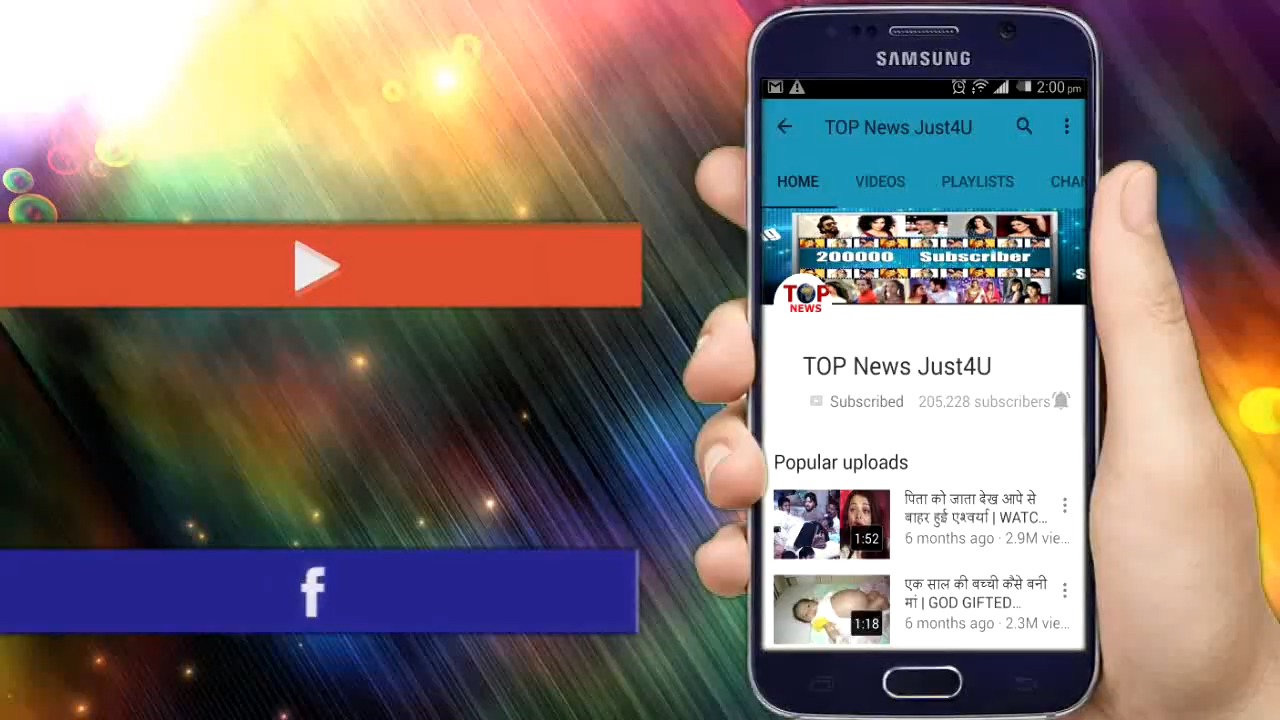 SAMSUNG
2:00 pm
TOP News Just4U
HOME VIDEOS PLAYLISTS CHAN
200000 Subscriber
TOP
NEWS
TOP News Just4U
Subscribed 205,228 subscribers
Popular uploads
पिता को जाता देख आपे से
बाहर हुई एश्वर्या | WATC...
1:52
6 months ago · 2.9M vie...
एक साल की बच्ची कैसे बनी
मां | GOD GIFTED...
1:18
6 months ago · 2.3M vie...
f